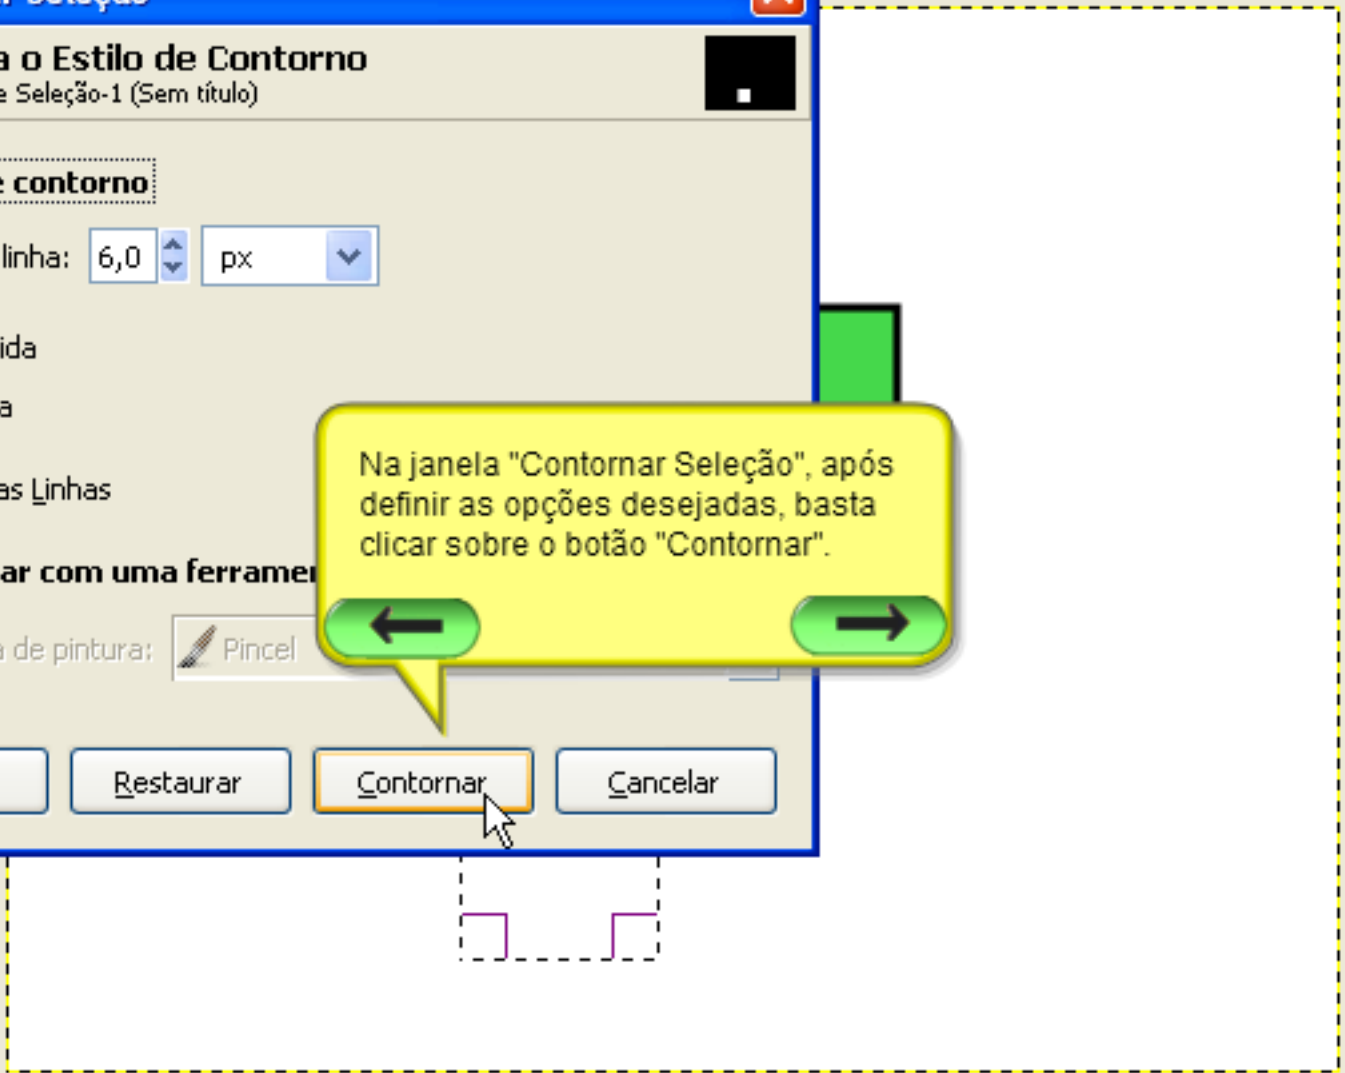 a o Estilo de Contorno
e Seleção-1 (Sem título)
e contorno
linha: 6,0 px
ida
a
Na janela "Contornar Seleção", após
definir as opções desejadas, basta
clicar sobre o botão "Contornar".
as Linhas
ar com uma ferramen
a de pintura: Pincel
Restaurar Contornar Cancelar